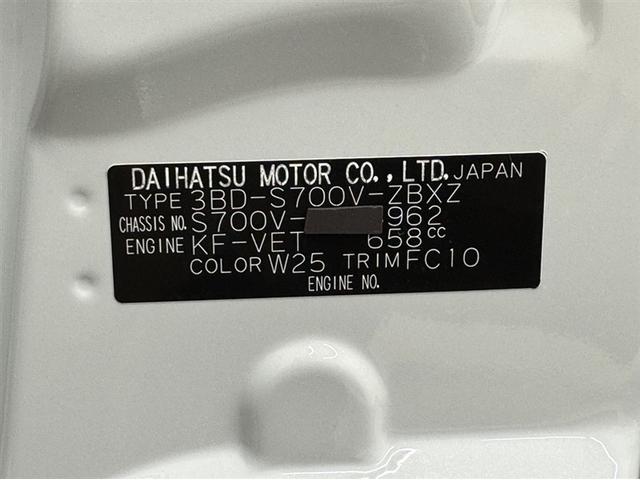 DAIHATSU MOTOR CO., LTD. JAPAN
TYPE 3BD-S700V-ZBXZ
CHASSIS NO. S700V- 962
ENGINE KF-VET 658cc
COLOR W25 TRIM FC10
ENGINE NO.